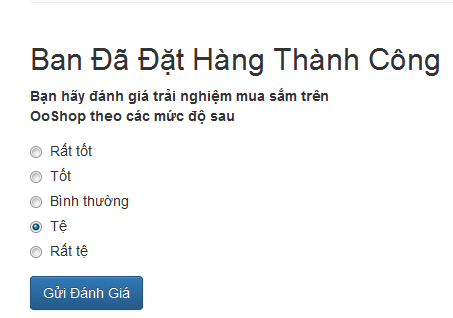 Ban Đã Đặt Hàng Thành Công
Bạn hãy đánh giá trải nghiệm mua sắm trên
OoShop theo các mức độ sau
Rất tốt
Tốt
Bình thường
Tệ
Rất tệ
Gửi Đánh Giá